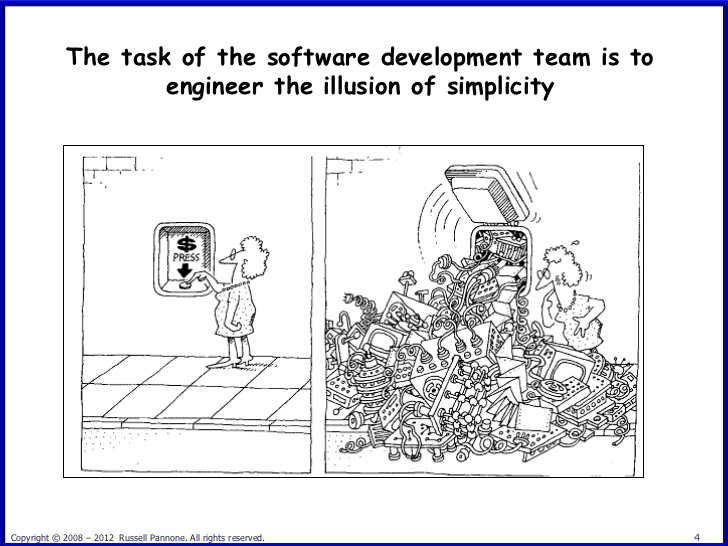 The task of the software development team is to
engineer the illusion of simplicity
$
PRESS
Copyright © 2008 – 2012 Russell Pannone. All rights reserved.
4